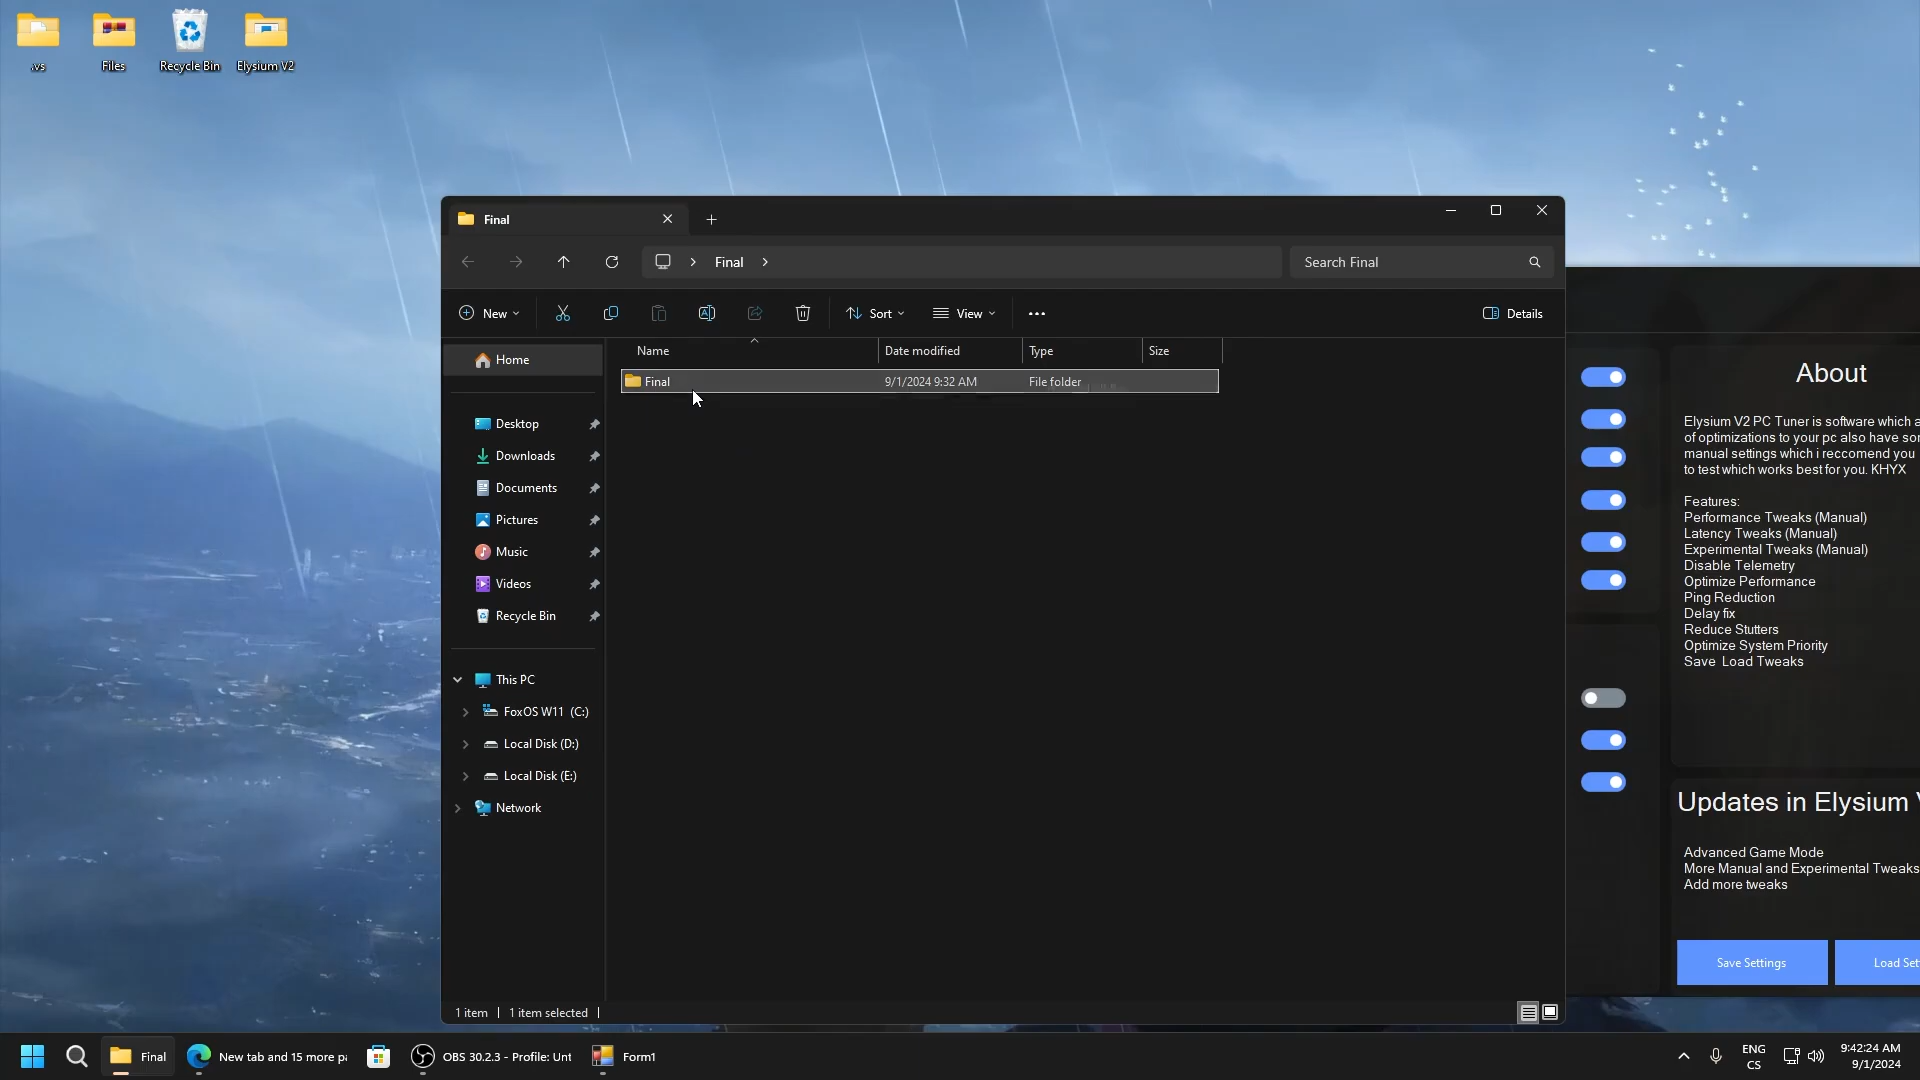 .vs
Files
Recycle Bin
Elysium V2
Final
Final
Search Final
New
Sort
View
Details
Home
Name
Date modified
Type
Size
Final
9/1/2024 9:32 AM
File folder
Desktop
Downloads
Documents
Pictures
Music
Videos
Recycle Bin
This PC
FoxOS W11 (C:)
Local Disk (D:)
Local Disk (E:)
Network
1 item
1 item selected
About
Elysium V2 PC Tuner is software which a
of optimizations to your pc also have so
manual settings which i reccomend you
to test which works best for you. KHYX
Features:
Performance Tweaks (Manual)
Latency Tweaks (Manual)
Experimental Tweaks (Manual)
Disable Telemetry
Optimize Performance
Ping Reduction
Delay fix
Reduce Stutters
Optimize System Priority
Save Load Tweaks
Updates in Elysium V
Advanced Game Mode
More Manual and Experimental Tweaks
Add more tweaks
Save Settings
Load Set
Final
New tab and 15 more pa
OBS 30.2.3 - Profile: Unt
Form1
ENG
CS
9:42:24 AM
9/1/2024